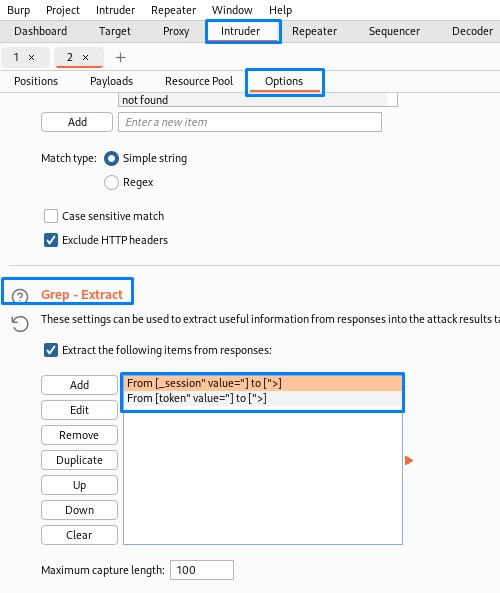 Burp Project Intruder Repeater Window Help
Dashboard Target Proxy Intruder Repeater Sequencer Decoder
1 × 2 × +
Positions Payloads Resource Pool Options
not found
Add Enter a new item
Match type: Simple string
Regex
Case sensitive match
Exclude HTTP headers
? Grep - Extract
These settings can be used to extract useful information from responses into the attack results ta
Extract the following items from responses:
Add From [_session" value="] to [">]
Edit From [token" value="] to [">]
Remove
Duplicate
Up
Down
Clear
Maximum capture length: 100